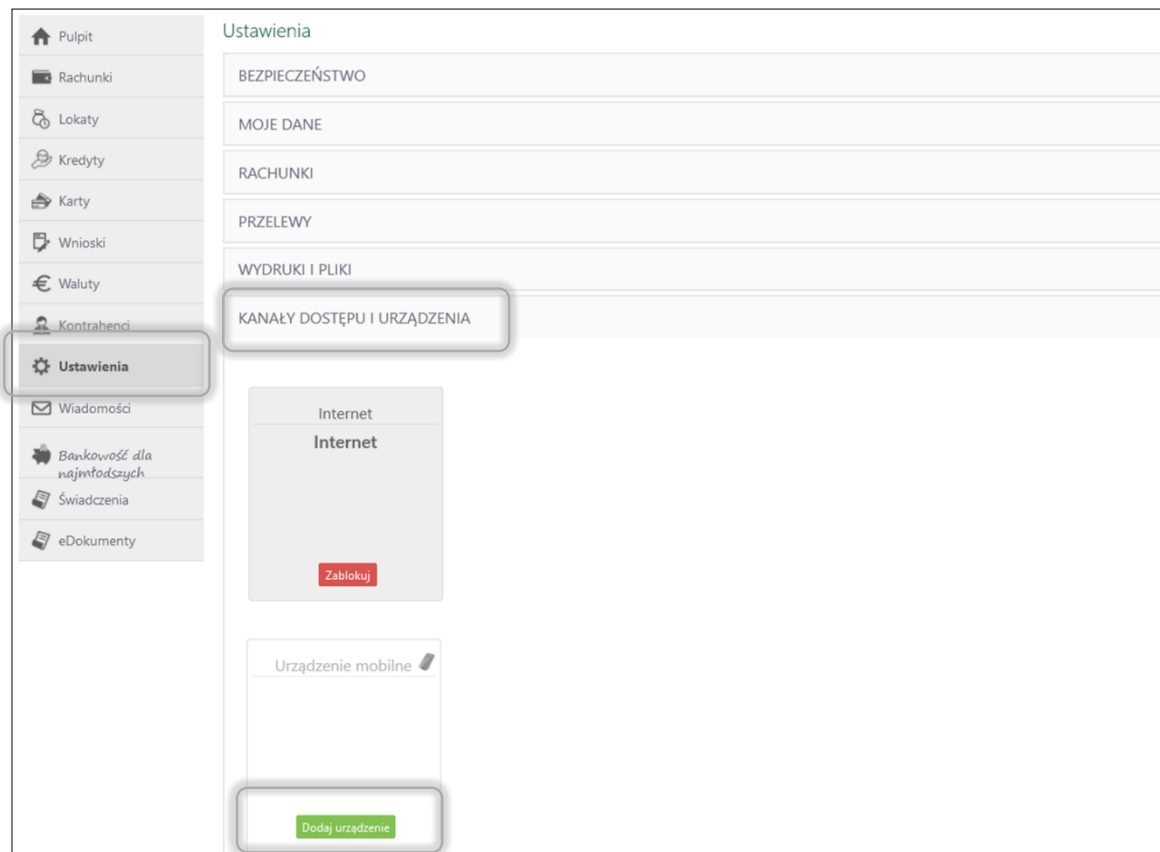 Pulpit
Rachunki
Lokaty
Kredyty
Karty
Wnioski
Waluty
Kontrahenci
Ustawienia
Wiadomości
Bankowość dla
najmłodszych
Świadczenia
eDokumenty
Ustawienia
BEZPIECZEŃSTWO
MOJE DANE
RACHUNKI
PRZELEWY
WYDRUKI I PLIKI
KANAŁY DOSTĘPU I URZĄDZENIA
Internet
Internet
Zablokuj
Urządzenie mobilne
Dodaj urządzenie